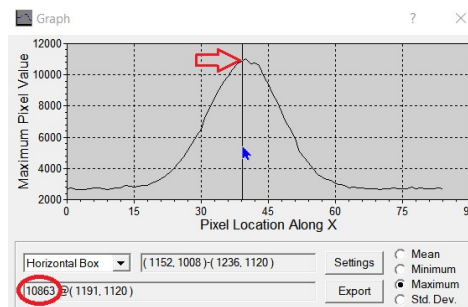 Graph ? ×
Maximum Pixel Value
12000
10000
8000
6000
4000
2000
0 15 30 45 60 75 9
Pixel Location Along X
Horizontal Box ( 1152, 1008 )-( 1236, 1120 ) Settings Mean
Minimum
10863 @( 1191, 1120 ) Export Maximum
Std. Dev.